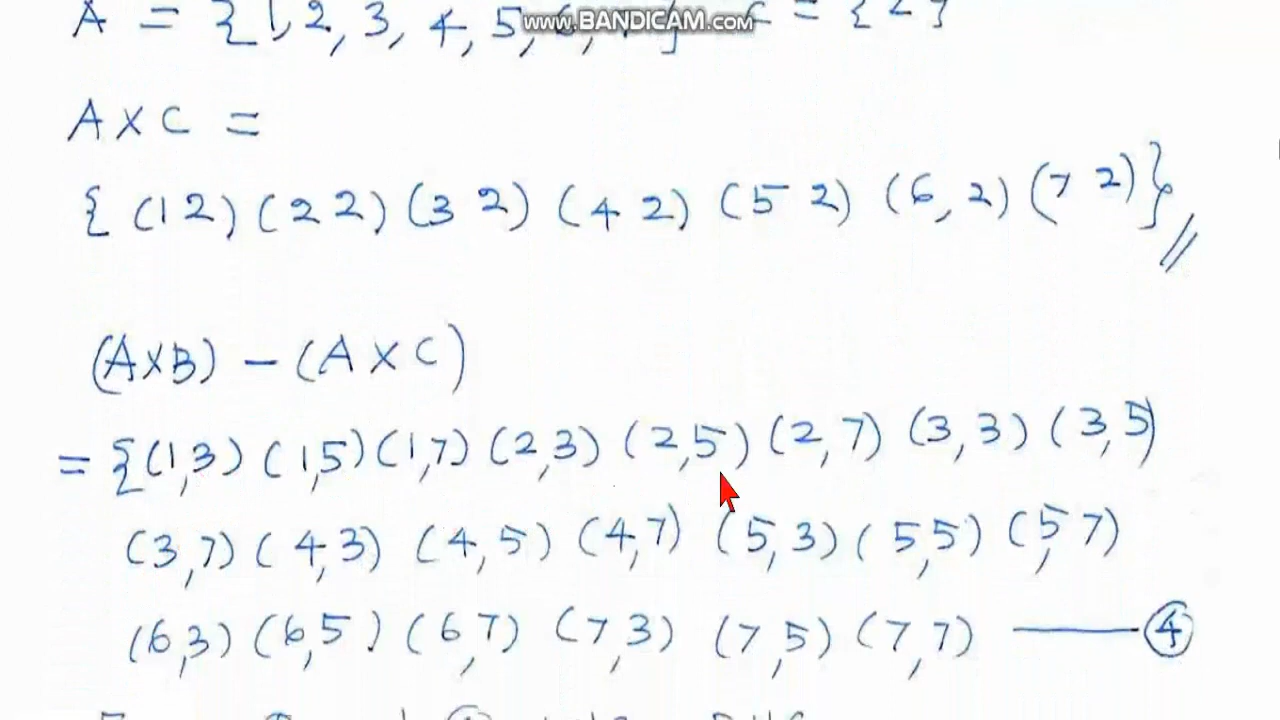 www.BANDICAM.com
A = {1, 2, 3, 4, 5, 6, 7} C = {2}
A × C =
{ (1 2) (2 2) (3 2) (4 2) (5 2) (6, 2) (7 2) }
(A×B) − (A × C)
= {(1,3) (1,5) (1,7) (2,3) (2,5) (2,7) (3,3) (3,5)
(3,7) (4,3) (4,5) (4,7) (5,3) (5,5) (5,7)
(6,3) (6,5) (6,7) (7,3) (7,5) (7,7) —— ④